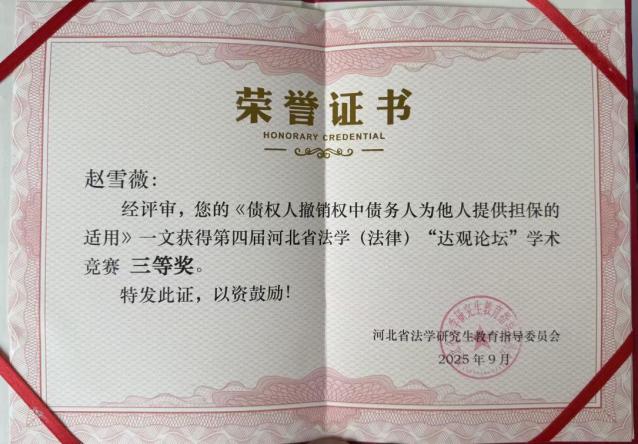 荣誉证书
HONORARY CREDENTIAL
赵雪薇：
经评审，您的《债权人撤销权中债务人为他人提供担保的
适用》一文获得第四届河北省法学（法律）“达观论坛”学术
竞赛 三等奖。
特发此证，以资鼓励！
河北省法学研究生教育指导委员会
2025年9月